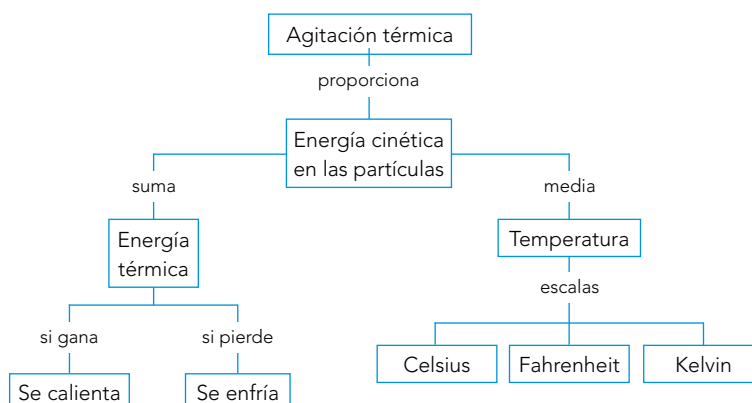 Agitación térmica
proporciona
Energía cinética
en las partículas
suma
media
Energía
térmica
Temperatura
escalas
si gana
si pierde
Celsius
Fahrenheit
Kelvin
Se calienta
Se enfría